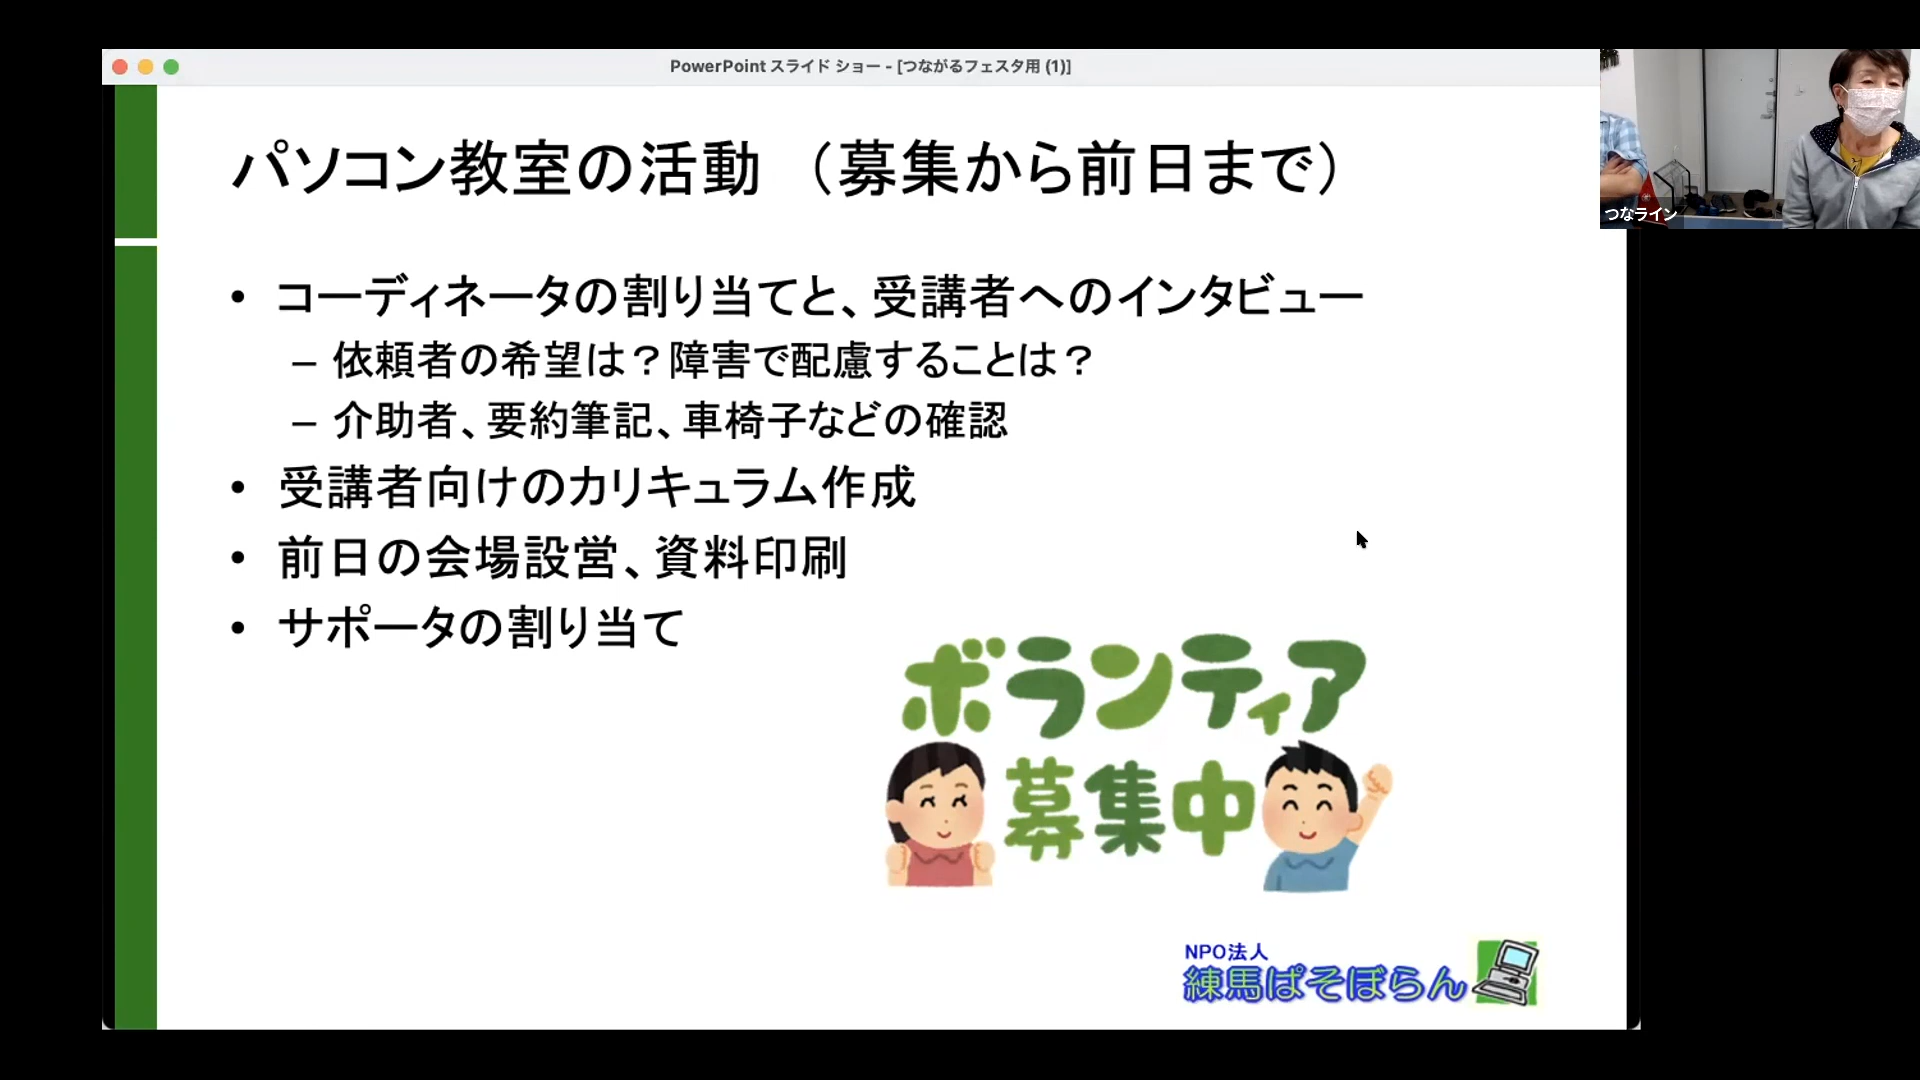 PowerPoint スライド ショー - [つながるフェスタ用 (1)]
パソコン教室の活動 （募集から前日まで）
• コーディネータの割り当てと、受講者へのインタビュー
– 依頼者の希望は？障害で配慮することは？
– 介助者、要約筆記、車椅子などの確認
• 受講者向けのカリキュラム作成
• 前日の会場設営、資料印刷
• サポータの割り当て
ボランティア
募集中
NPO法人
練馬ぱそぼらん
つなライン